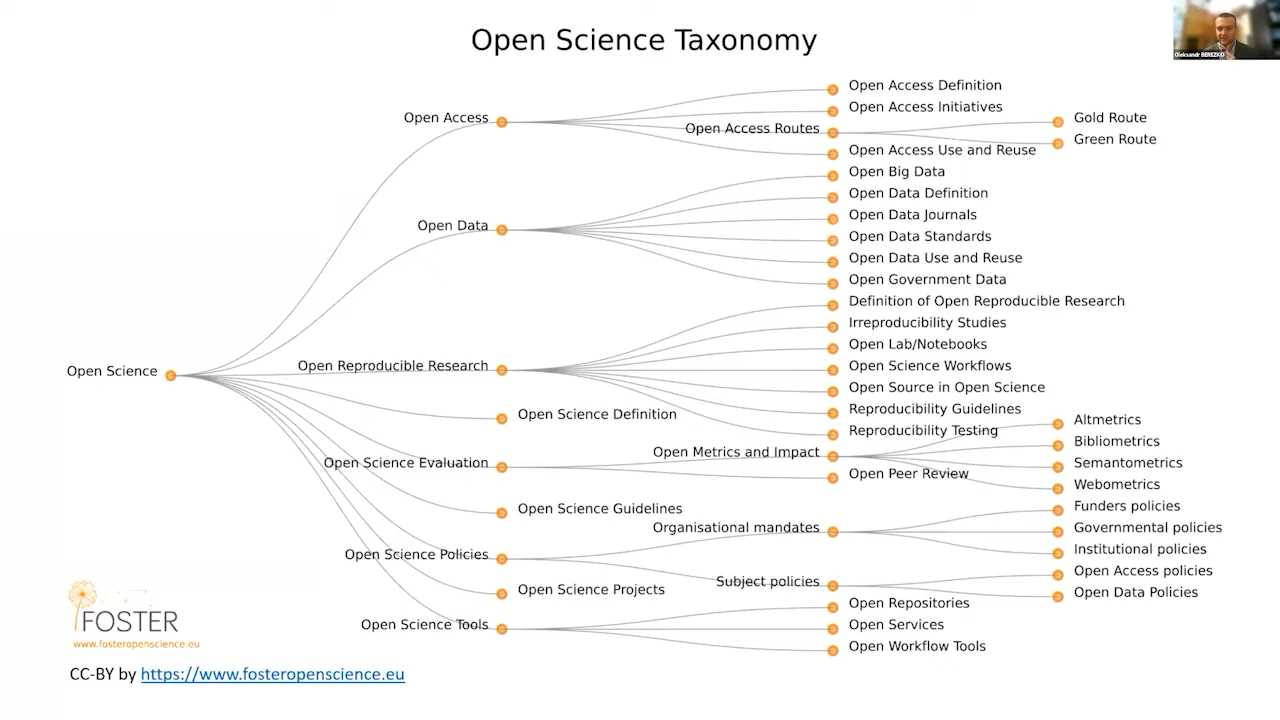 Open Science Taxonomy
Oleksandr BEREZKO
Open Science
Open Access
Open Access Definition
Open Access Initiatives
Open Access Routes
Gold Route
Green Route
Open Access Use and Reuse
Open Data
Open Big Data
Open Data Definition
Open Data Journals
Open Data Standards
Open Data Use and Reuse
Open Government Data
Open Reproducible Research
Definition of Open Reproducible Research
Irreproducibility Studies
Open Lab/Notebooks
Open Science Workflows
Open Source in Open Science
Reproducibility Guidelines
Reproducibility Testing
Open Science Definition
Open Science Evaluation
Open Metrics and Impact
Altmetrics
Bibliometrics
Semantometrics
Webometrics
Open Peer Review
Open Science Guidelines
Open Science Policies
Organisational mandates
Funders policies
Governmental policies
Institutional policies
Subject policies
Open Access policies
Open Data Policies
Open Science Projects
Open Science Tools
Open Repositories
Open Services
Open Workflow Tools
FOSTER
www.fosteropenscience.eu
CC-BY by https://www.fosteropenscience.eu